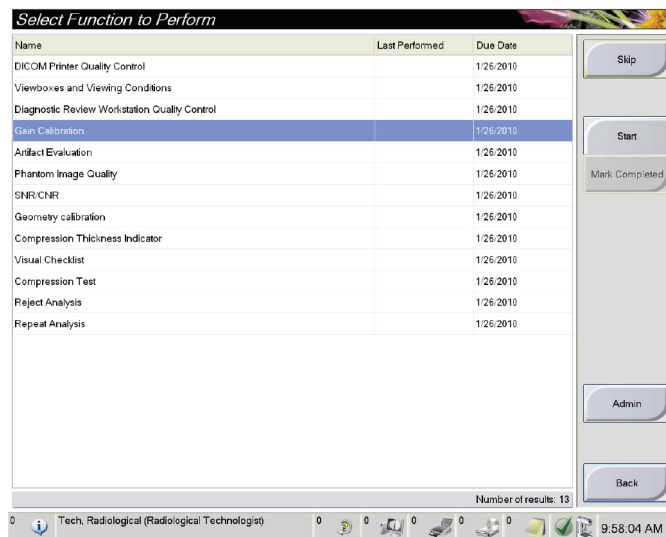 Select Function to Perform
Name Last Performed Due Date
DICOM Printer Quality Control 1/26/2010
Viewboxes and Viewing Conditions 1/26/2010
Diagnostic Review Workstation Quality Control 1/26/2010
Gain Calibration 1/26/2010
Artifact Evaluation 1/26/2010
Phantom Image Quality 1/26/2010
SNR/CNR 1/26/2010
Geometry calibration 1/26/2010
Compression Thickness Indicator 1/26/2010
Visual Checklist 1/26/2010
Compression Test 1/26/2010
Reject Analysis 1/26/2010
Repeat Analysis 1/26/2010
Number of results: 13
Skip
Start
Mark Completed
Admin
Back
0 Tech, Radiological (Radiological Technologist) 0 0 0 0 0 9:58:04 AM